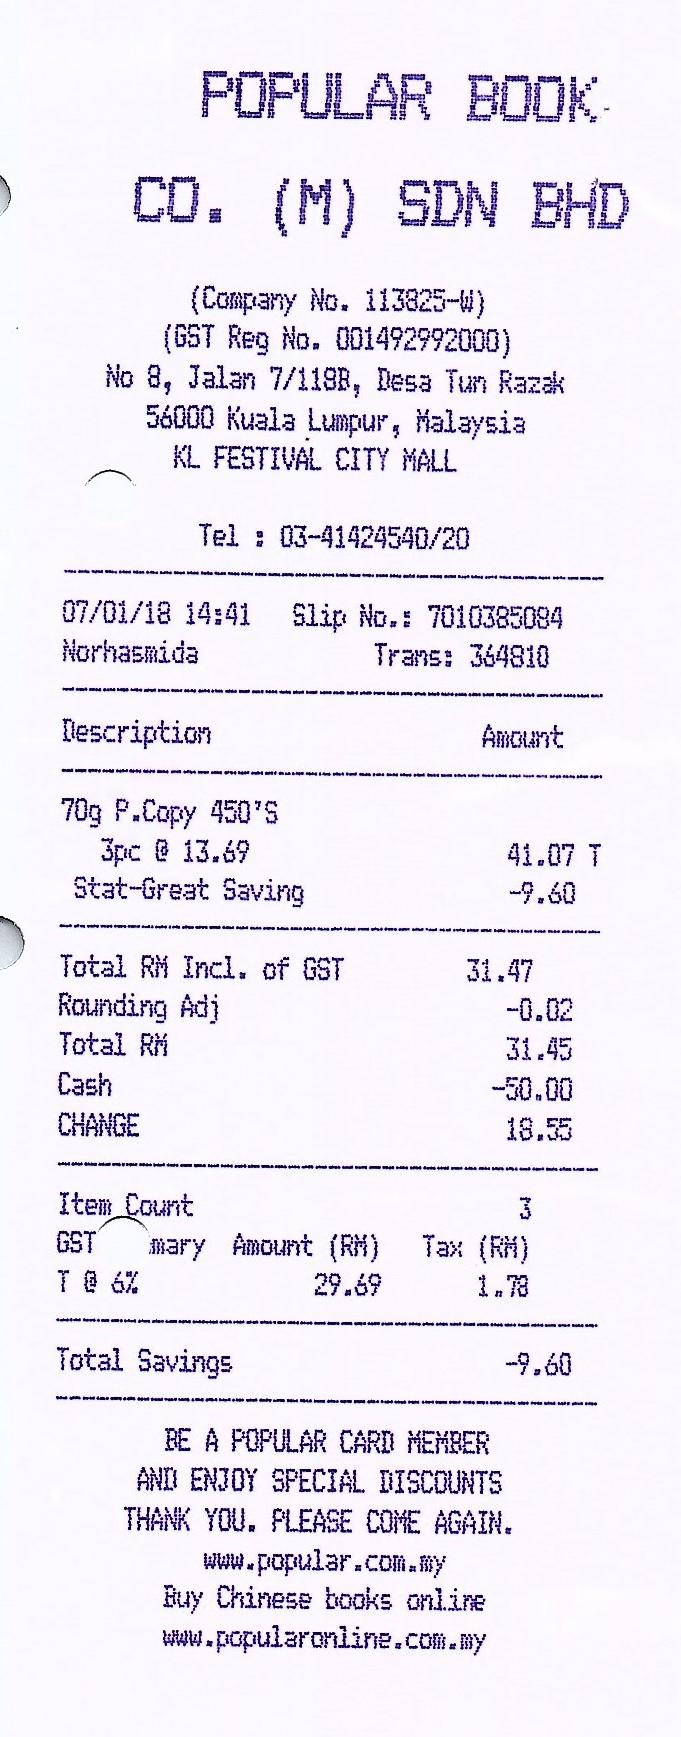 POPULAR BOOK
CO. (M) SDN BHD
(Company No. 113825-W)
(GST Reg No. 001492992000)
No 8, Jalan 7/118B, Desa Tun Razak
56000 Kuala Lumpur, Malaysia
KL FESTIVAL CITY MALL
Tel : 03-41424540/20
07/01/18 14:41 Slip No.: 7010385084
Norhasmida Trans: 364810
Description Amount
70g P.Copy 450'S
3pc @ 13.69 41.07 T
Stat-Great Saving -9.60
Total RM Incl. of GST 31.47
Rounding Adj -0.02
Total RM 31.45
Cash -50.00
CHANGE 18.55
Item Count 3
GST mary Amount (RM) Tax (RM)
T @ 6% 29.69 1.78
Total Savings -9.60
BE A POPULAR CARD MEMBER
AND ENJOY SPECIAL DISCOUNTS
THANK YOU. PLEASE COME AGAIN.
www.popular.com.my
Buy Chinese books online
www.popularonline.com.my